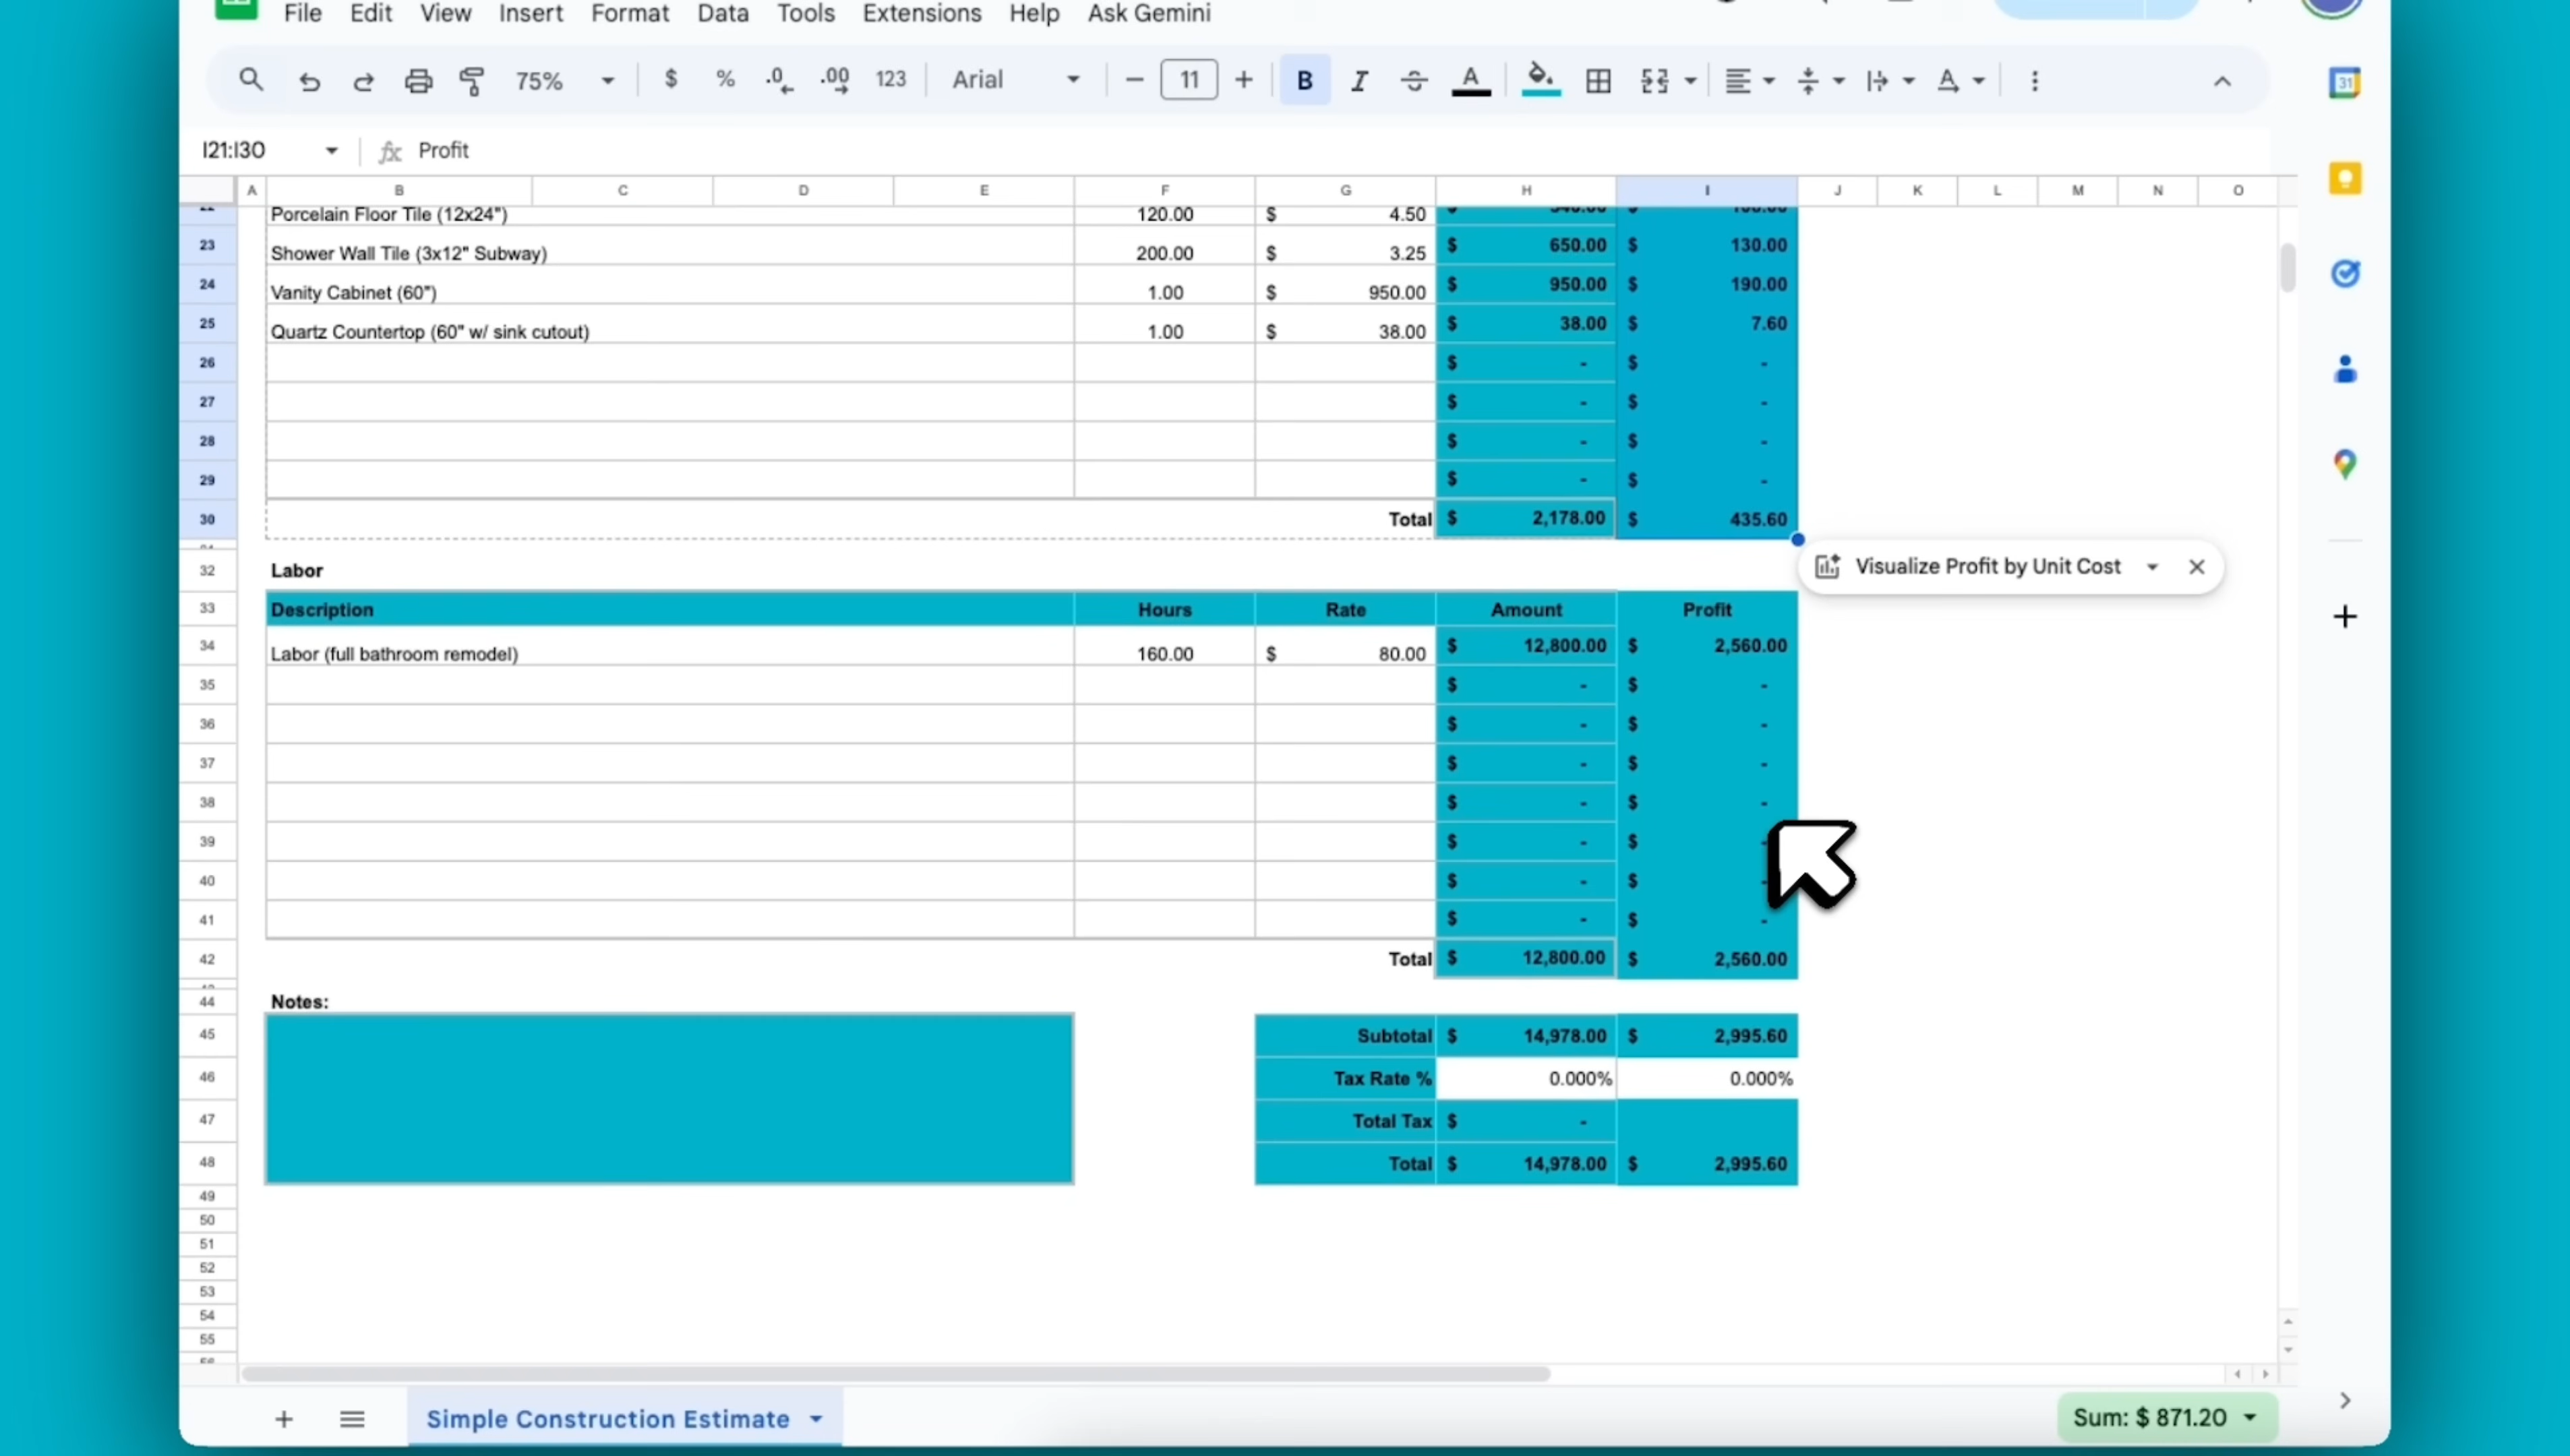 File Edit View Insert Format Data Tools Extensions Help Ask Gemini
75% $ % .0 .00 123 Arial 11 B I A A 31
I21:I30 fx Profit
A B C D E F G H I J K L M N O
Porcelain Floor Tile (12x24") 120.00 $ 4.50 $ $
23 Shower Wall Tile (3x12" Subway) 200.00 $ 3.25 $ 650.00 $ 130.00
24 Vanity Cabinet (60") 1.00 $ 950.00 $ 950.00 $ 190.00
25 Quartz Countertop (60" w/ sink cutout) 1.00 $ 38.00 $ 38.00 $ 7.60
26 $ - $ -
27 $ - $ -
28 $ - $ -
29 $ - $ -
30 Total $ 2,178.00 $ 435.60
Visualize Profit by Unit Cost
32 Labor
33 Description Hours Rate Amount Profit
34 Labor (full bathroom remodel) 160.00 $ 80.00 $ 12,800.00 $ 2,560.00
35 $ - $ -
36 $ - $ -
37 $ - $ -
38 $ - $ -
39 $ - $ -
40 $ - $ -
41 $ - $ -
42 Total $ 12,800.00 $ 2,560.00
44 Notes:
45 Subtotal $ 14,978.00 $ 2,995.60
46 Tax Rate % 0.000% 0.000%
47 Total Tax $ -
48 Total $ 14,978.00 $ 2,995.60
49
50
51
52
53
54
55
Simple Construction Estimate Sum: $ 871.20